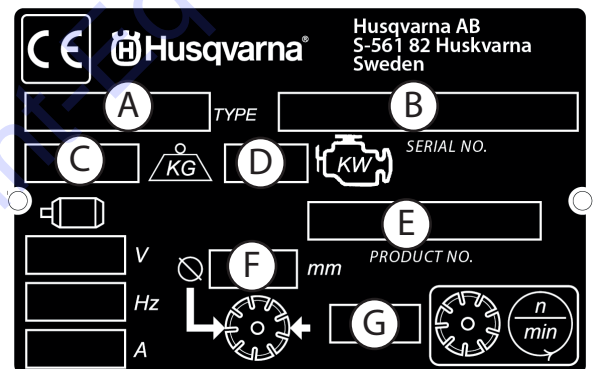 CE Husqvarna® Husqvarna AB
S-561 82 Huskvarna
Sweden
A TYPE B
SERIAL NO.
C KG D KW
E
PRODUCT NO.
V
F mm
Hz
G n
min
A